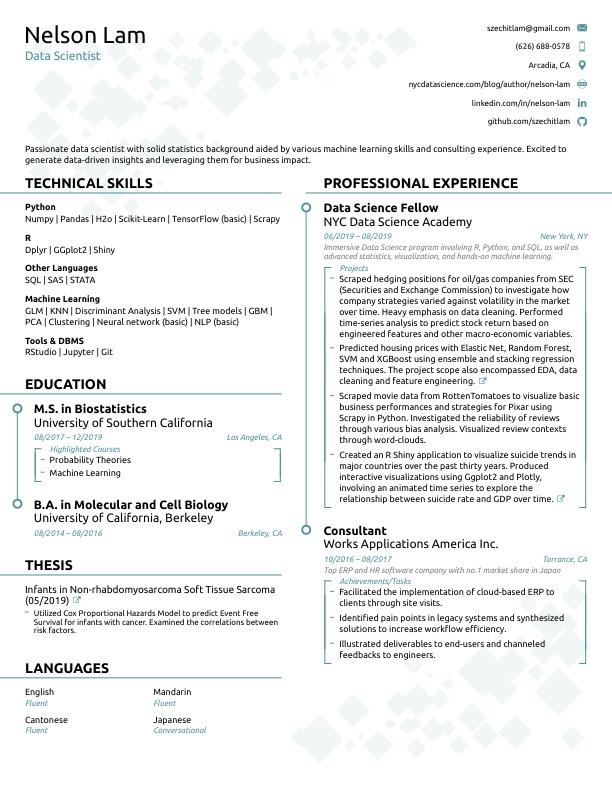 Nelson Lam
Data Scientist
szechitlam@gmail.com
(626) 688-0578
Arcadia, CA
nycdatascience.com/blog/author/nelson-lam
linkedin.com/in/nelson-lam
github.com/szechitlam
Passionate data scientist with solid statistics background aided by various machine learning skills and consulting experience. Excited to
generate data-driven insights and leveraging them for business impact.
TECHNICAL SKILLS
Python
Numpy | Pandas | H2o | Scikit-Learn | TensorFlow (basic) | Scrapy
R
Dplyr | GGplot2 | Shiny
Other Languages
SQL | SAS | STATA
Machine Learning
GLM | KNN | Discriminant Analysis | SVM | Tree models | GBM |
PCA | Clustering | Neural network (basic) | NLP (basic)
Tools & DBMS
RStudio | Jupyter | Git
EDUCATION
M.S. in Biostatistics
University of Southern California
08/2017 – 12/2019 Los Angeles, CA
Highlighted Courses
– Probability Theories
– Machine Learning
B.A. in Molecular and Cell Biology
University of California, Berkeley
08/2014 – 08/2016 Berkeley, CA
THESIS
Infants in Non-rhabdomyosarcoma Soft Tissue Sarcoma
(05/2019)
– Utilized Cox Proportional Hazards Model to predict Event Free
Survival for infants with cancer. Examined the correlations between
risk factors.
LANGUAGES
English Mandarin
Fluent Fluent
Cantonese Japanese
Fluent Conversational
PROFESSIONAL EXPERIENCE
Data Science Fellow
NYC Data Science Academy
06/2019 – 08/2019 New York, NY
Immersive Data Science program involving R, Python, and SQL, as well as
advanced statistics, visualization, and hands-on machine learning.
Projects
– Scraped hedging positions for oil/gas companies from SEC
(Securities and Exchange Commission) to investigate how
company strategies varied against volatility in the market
over time. Heavy emphasis on data cleaning. Performed
time-series analysis to predict stock return based on
engineered features and other macro-economic variables.
– Predicted housing prices with Elastic Net, Random Forest,
SVM and XGBoost using ensemble and stacking regression
techniques. The project scope also encompassed EDA, data
cleaning and feature engineering.
– Scraped movie data from RottenTomatoes to visualize basic
business performances and strategies for Pixar using
Scrapy in Python. Investigated the reliability of reviews
through various bias analysis. Visualized review contexts
through word-clouds.
– Created an R Shiny application to visualize suicide trends in
major countries over the past thirty years. Produced
interactive visualizations using Ggplot2 and Plotly,
involving an animated time series to explore the
relationship between suicide rate and GDP over time.
Consultant
Works Applications America Inc.
10/2016 – 08/2017 Torrance, CA
Top ERP and HR software company with no.1 market share in Japan
Achievements/Tasks
– Facilitated the implementation of cloud-based ERP to
clients through site visits.
– Identified pain points in legacy systems and synthesized
solutions to increase workflow efficiency.
– Illustrated deliverables to end-users and channeled
feedbacks to engineers.